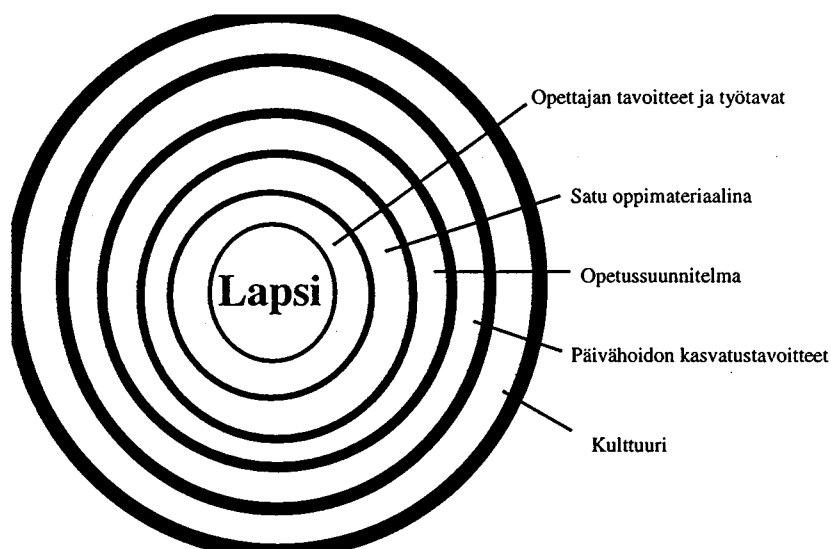 Opettajan tavoitteet ja työtavat
Satu oppimateriaalina
Lapsi
Opetussuunnitelma
Päivähoidon kasvatustavoitteet
Kulttuuri